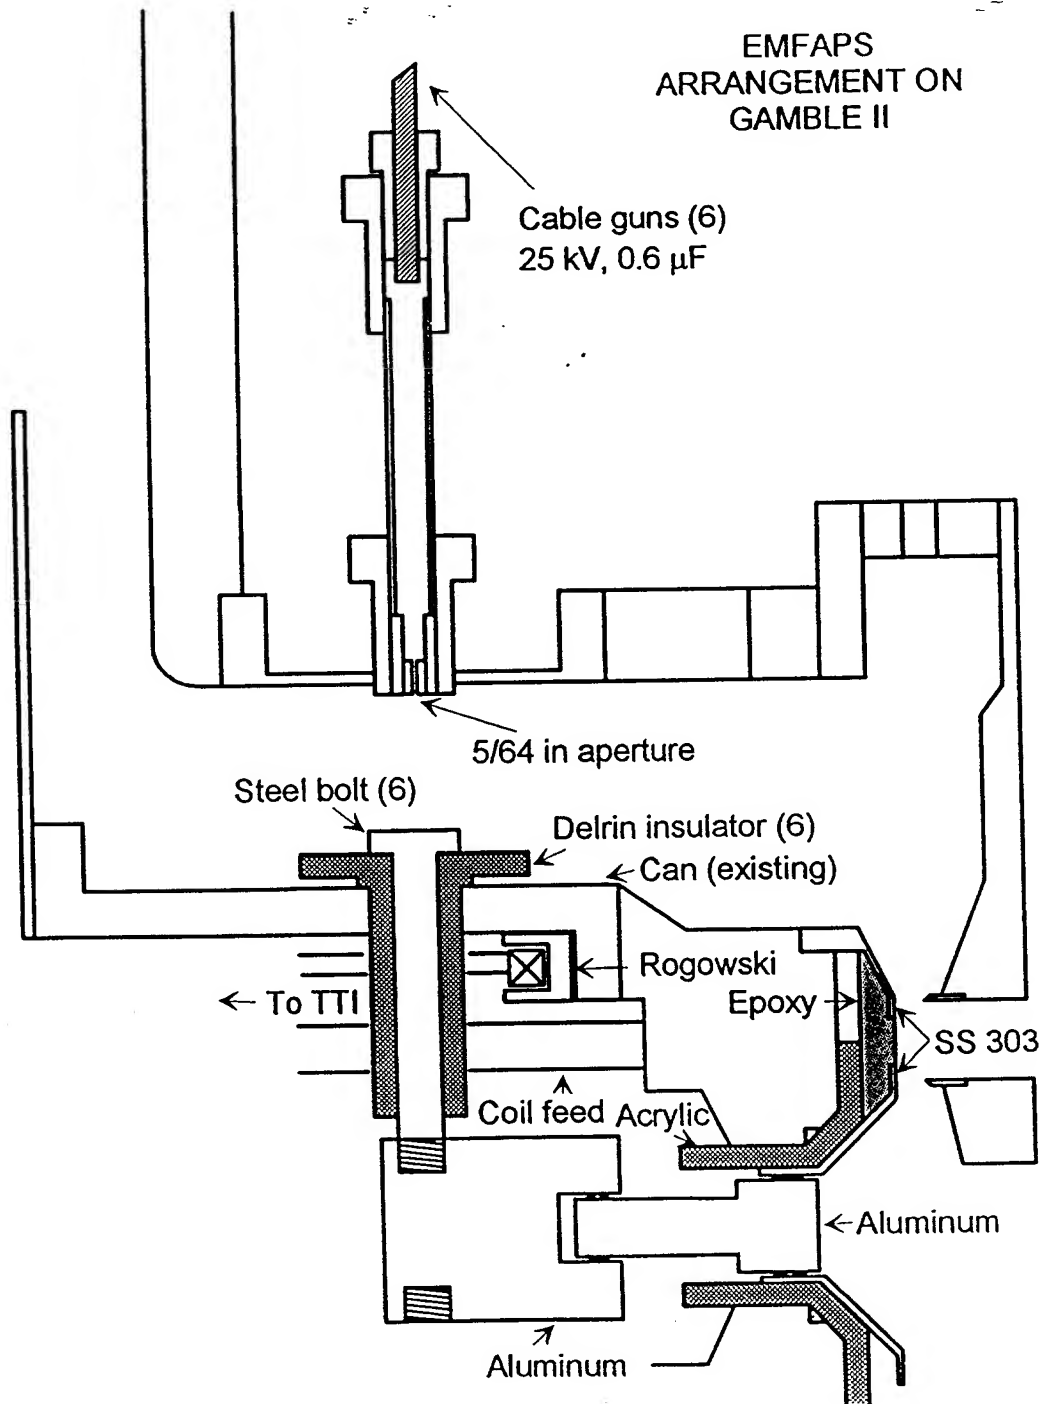 EMFAPS
ARRANGEMENT ON
GAMBLE II
Cable guns (6)
25 kV, 0.6 μF
5/64 in aperture
Steel bolt (6)
Delrin insulator (6)
Can (existing)
Rogowski
To TTI
Epoxy
SS 303
Coil feed
Acrylic
Aluminum
Aluminum